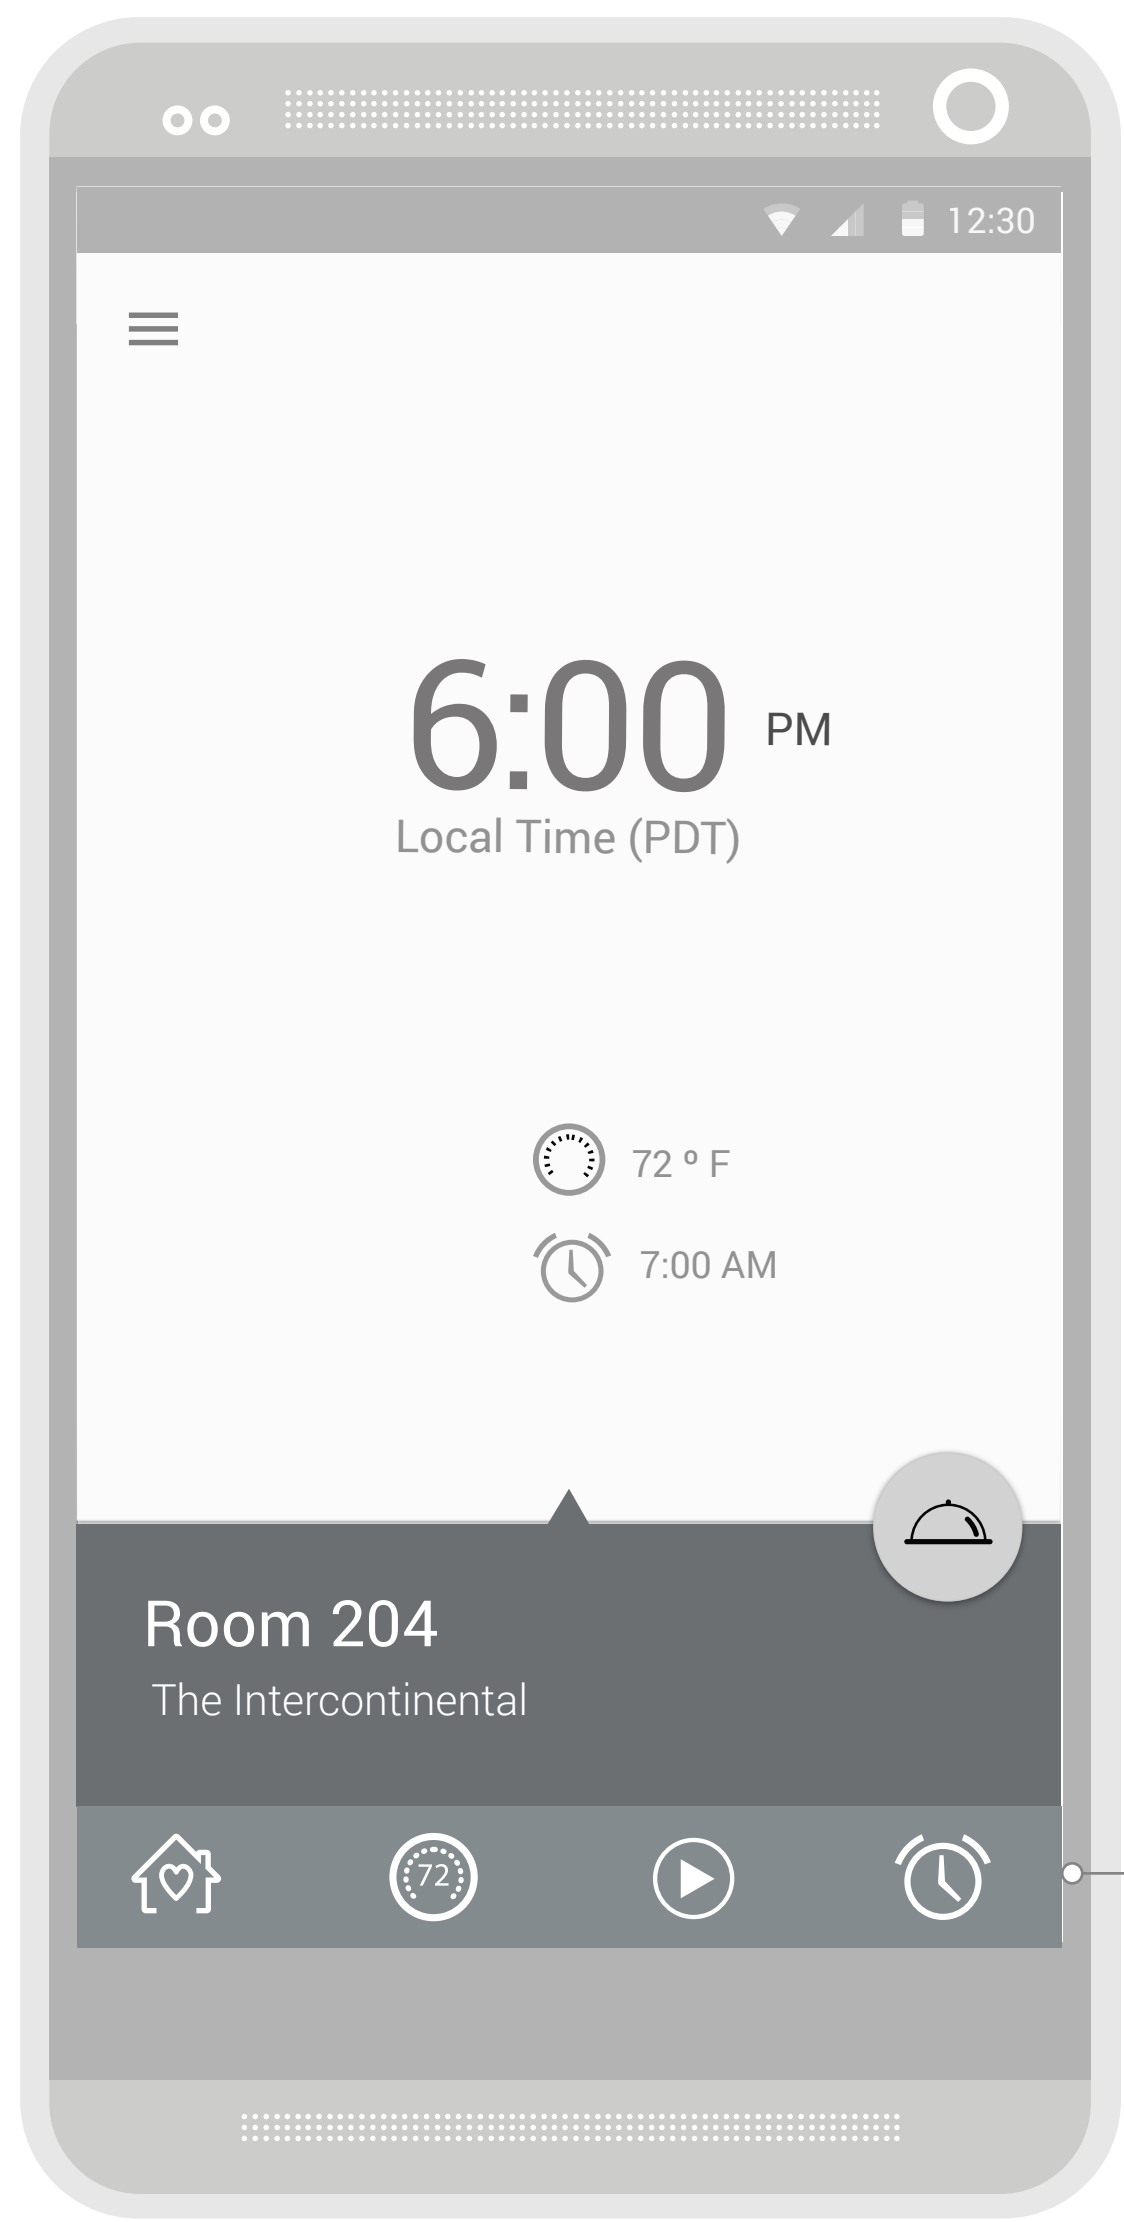 12:30
6:00 PM
Local Time (PDT)
72 º F
7:00 AM
Room 204
The Intercontinental
72